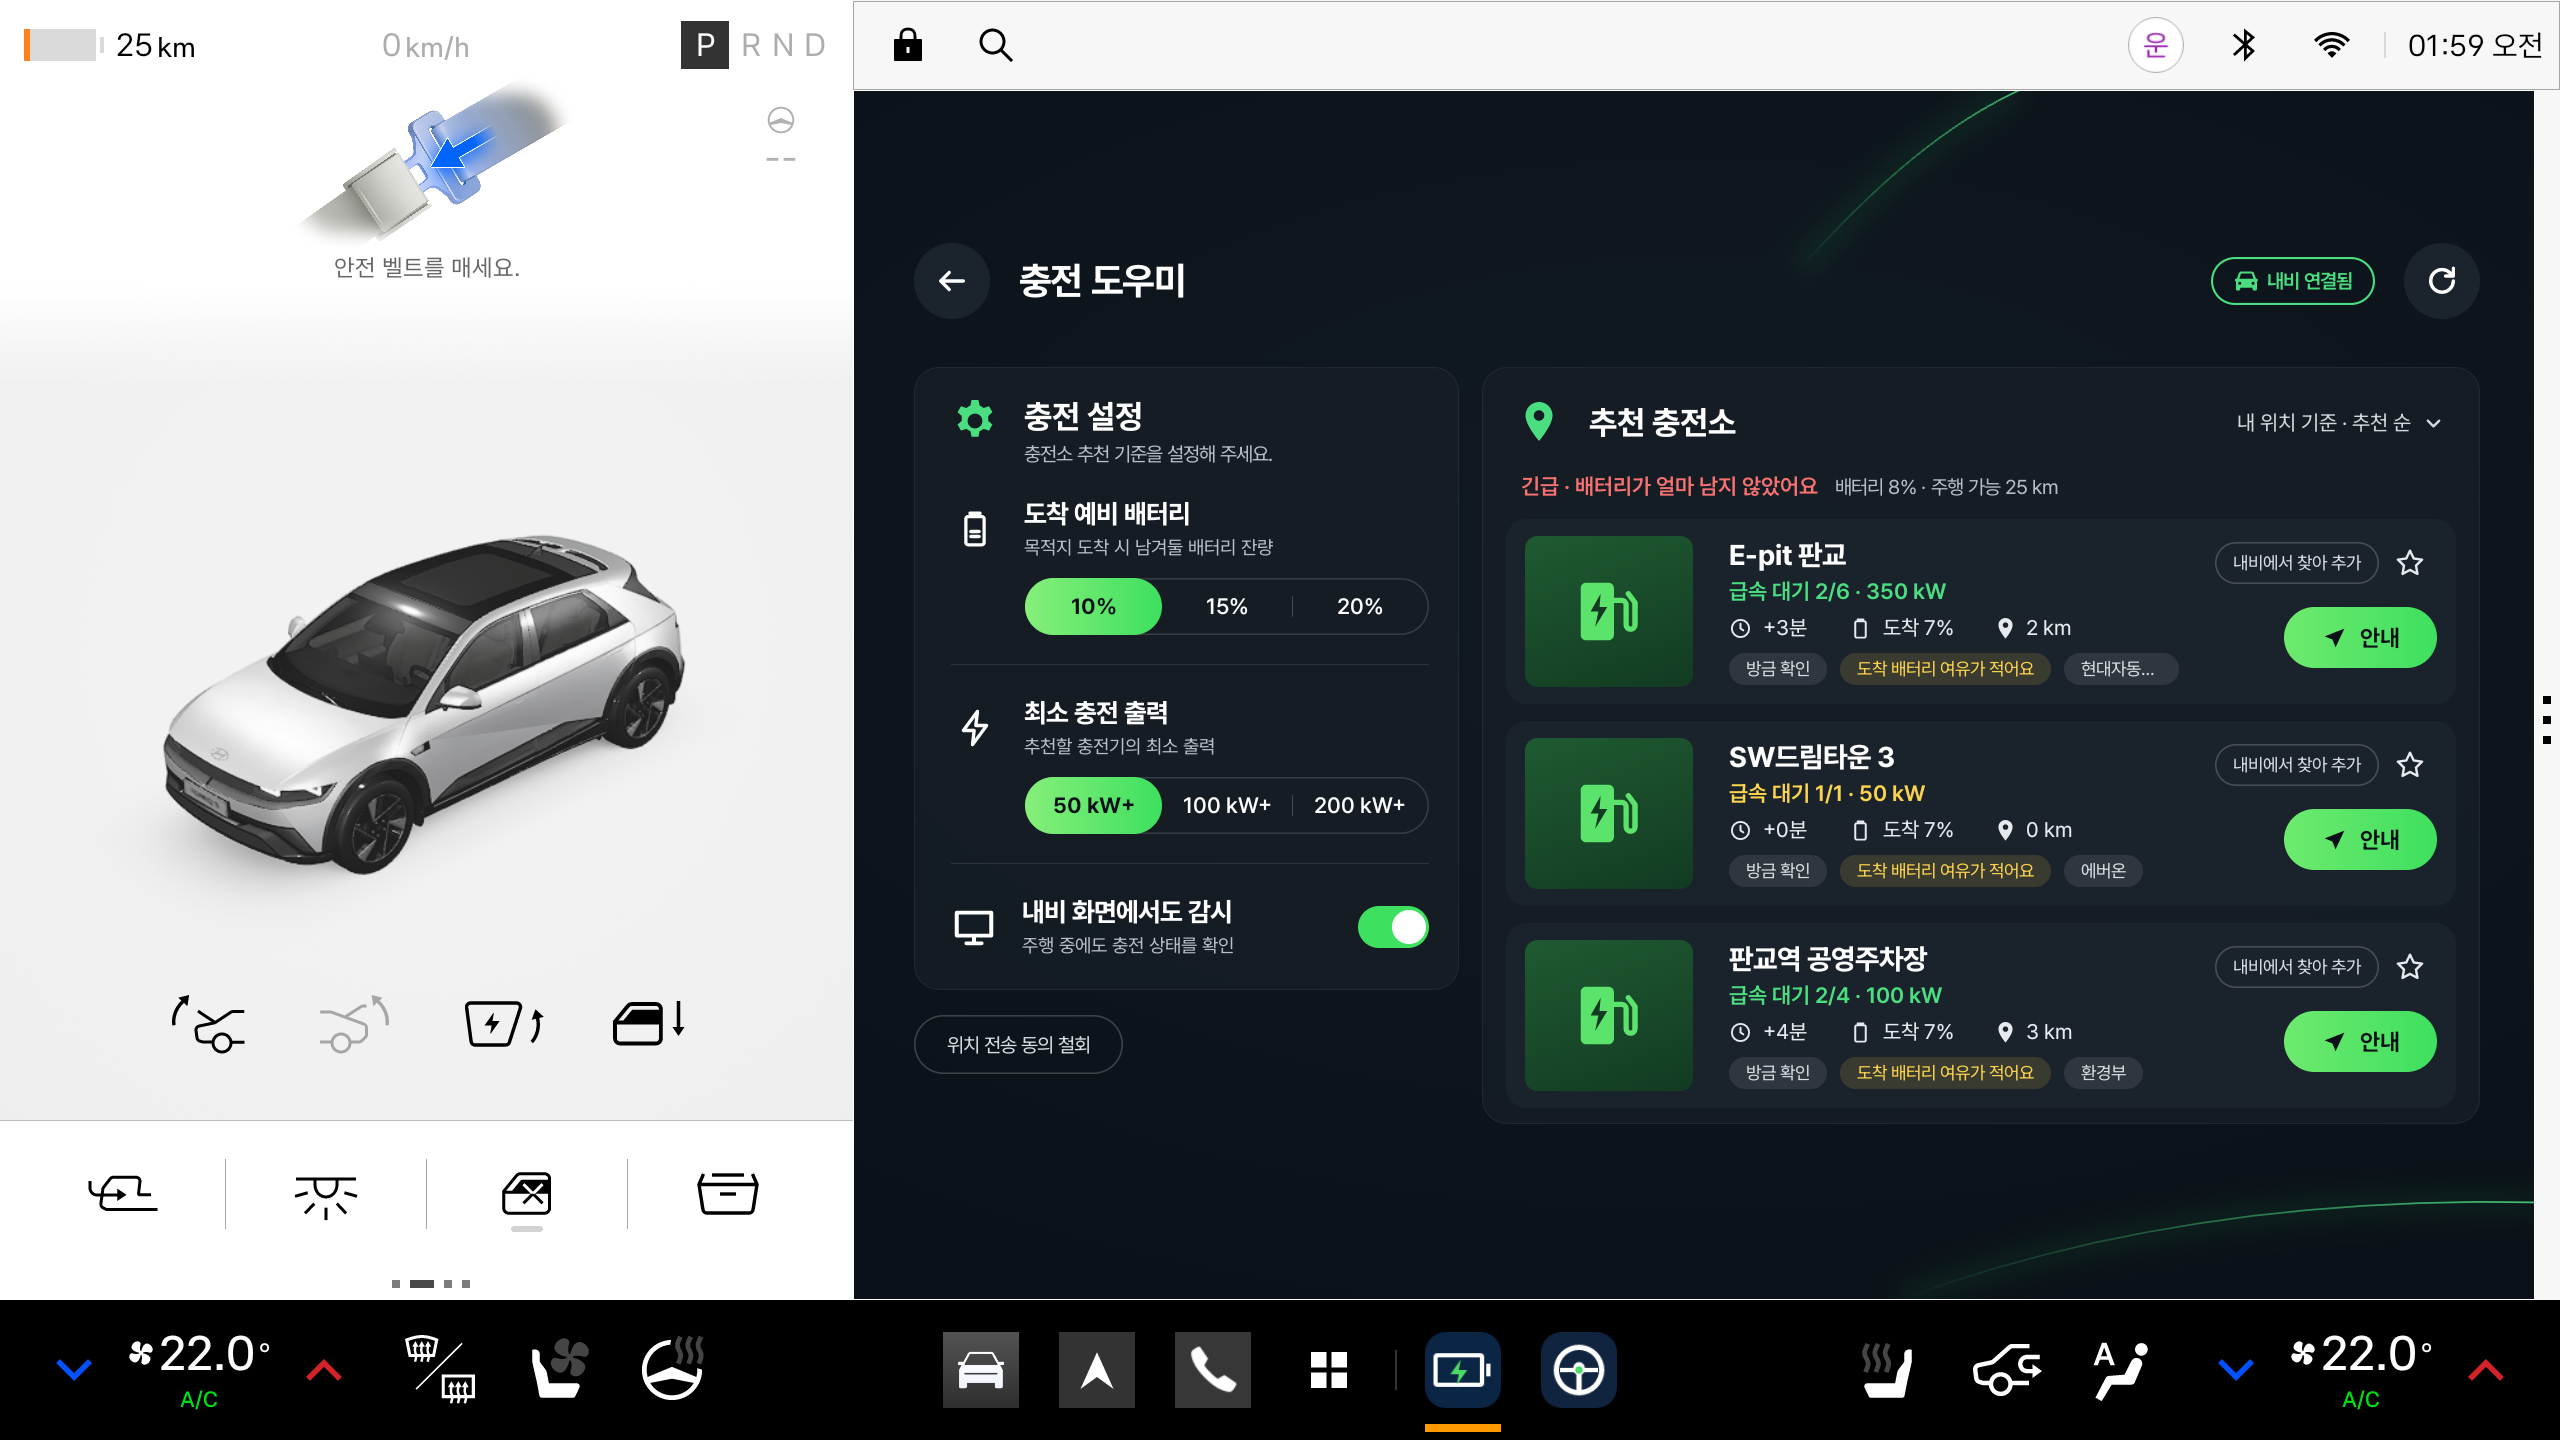 25 km
0 km/h
P R N D
안전 벨트를 매세요.
운
01:59 오전
충전 도우미
내비 연결됨
충전 설정
충전소 추천 기준을 설정해 주세요.
도착 예비 배터리
목적지 도착 시 남겨둘 배터리 잔량
10% 15% 20%
최소 충전 출력
추천할 충전기의 최소 출력
50 kW+ 100 kW+ 200 kW+
내비 화면에서도 감시
주행 중에도 충전 상태를 확인
위치 전송 동의 철회
추천 충전소
내 위치 기준 · 추천 순
긴급 · 배터리가 얼마 남지 않았어요 배터리 8% · 주행 가능 25 km
E-pit 판교
내비에서 찾아 추가
급속 대기 2/6 · 350 kW
+3분 도착 7% 2 km
안내
방금 확인 도착 배터리 여유가 적어요 현대자동...
SW드림타운 3
내비에서 찾아 추가
급속 대기 1/1 · 50 kW
+0분 도착 7% 0 km
안내
방금 확인 도착 배터리 여유가 적어요 에버온
판교역 공영주차장
내비에서 찾아 추가
급속 대기 2/4 · 100 kW
+4분 도착 7% 3 km
안내
방금 확인 도착 배터리 여유가 적어요 환경부
22.0°
A/C
A
22.0°
A/C